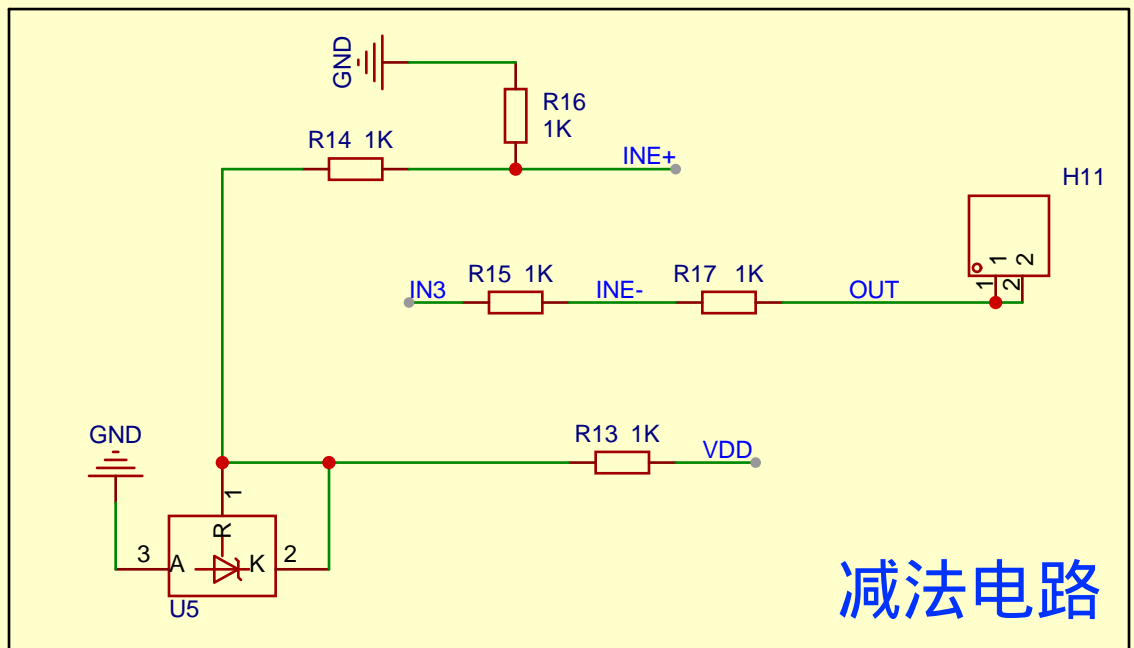 GND
R16
1K
R14 1K
INE+
H11
1
2
1
2
IN3
R15 1K
INE-
R17 1K
OUT
GND
R13 1K
VDD
1
R
3
A
K
2
U5
减法电路